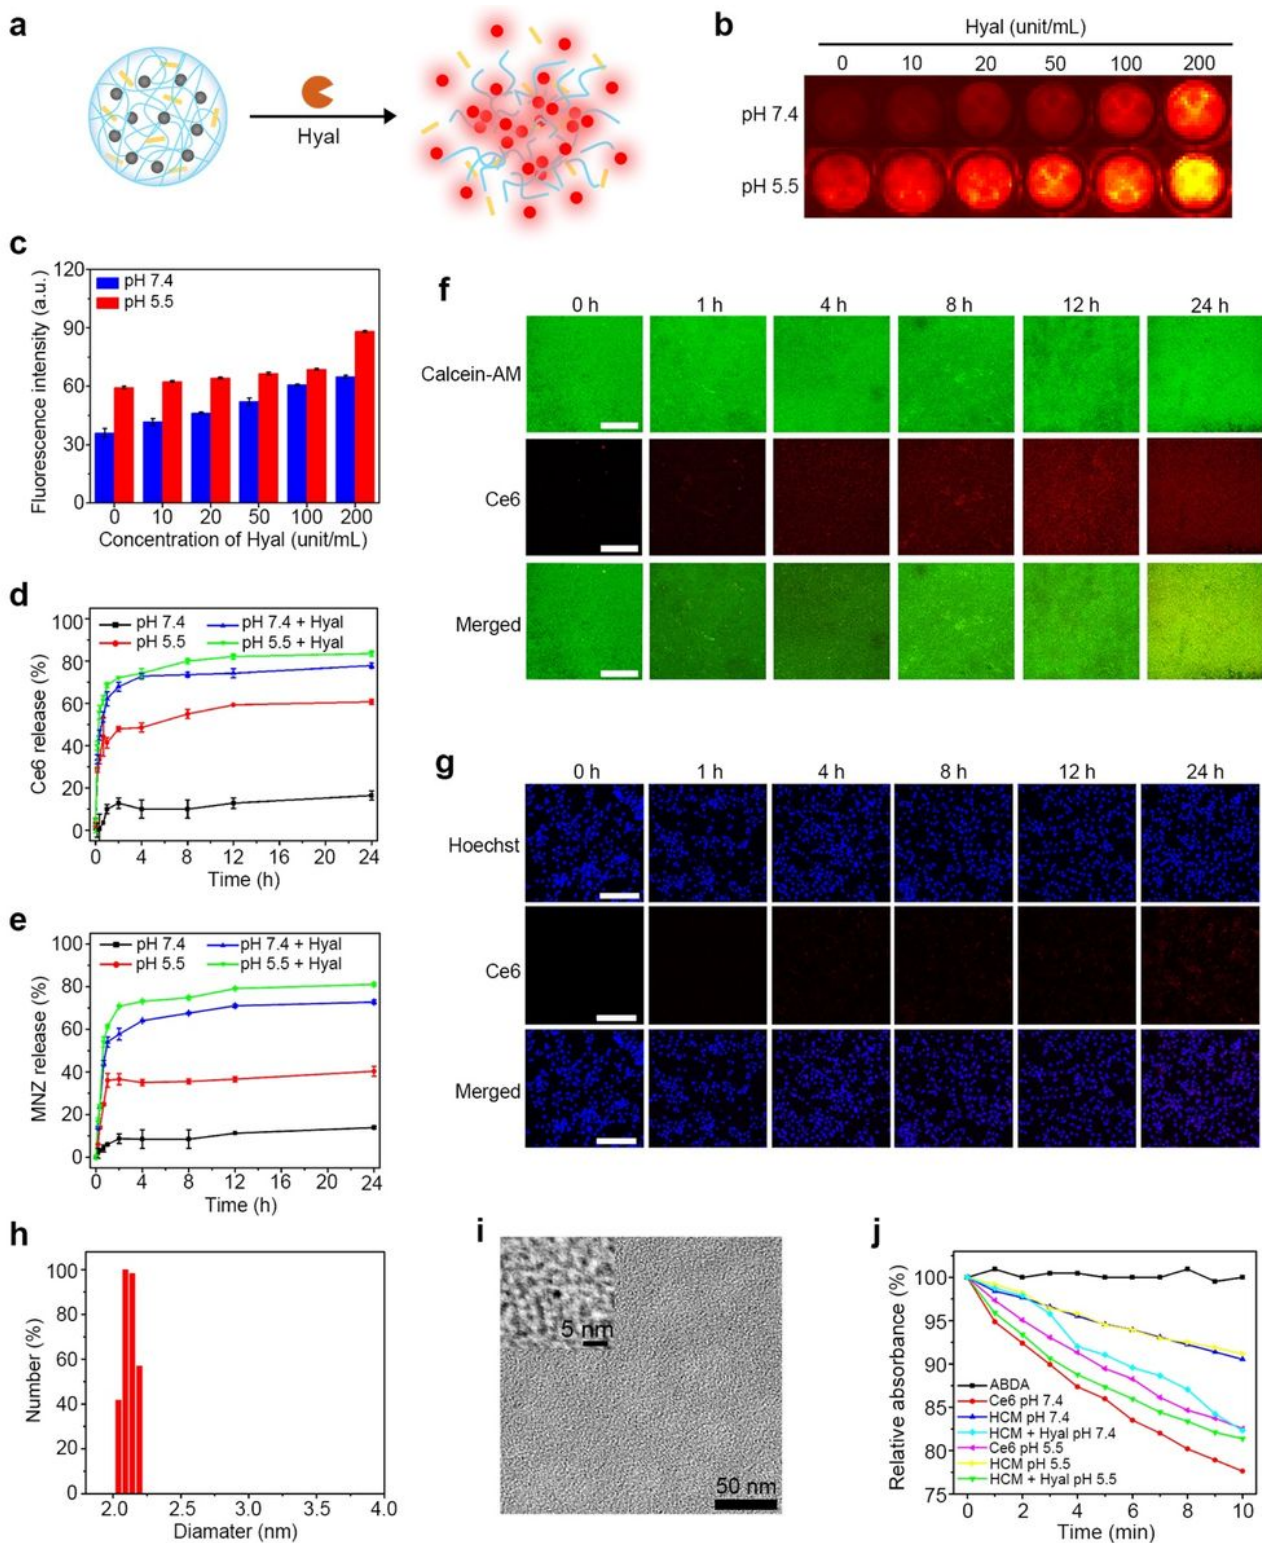 a
Hyal
b
Hyal (unit/mL)
0 10 20 50 100 200
pH 7.4
pH 5.5
c
120
90
60
30
0
Fluorescence intensity (a.u.)
pH 7.4
pH 5.5
0 10 20 50 100 200
Concentration of Hyal (unit/mL)
d
100
80
60
40
20
0
Ce6 release (%)
pH 7.4 pH 7.4 + Hyal
pH 5.5 pH 5.5 + Hyal
0 4 8 12 16 20 24
Time (h)
e
100
80
60
40
20
0
MNZ release (%)
pH 7.4 pH 7.4 + Hyal
pH 5.5 pH 5.5 + Hyal
0 4 8 12 16 20 24
Time (h)
f
0 h 1 h 4 h 8 h 12 h 24 h
Calcein-AM
Ce6
Merged
g
0 h 1 h 4 h 8 h 12 h 24 h
Hoechst
Ce6
Merged
h
100
80
60
40
20
0
Number (%)
2.0 2.5 3.0 3.5 4.0
Diamater (nm)
i
5 nm
50 nm
j
100
95
90
85
80
75
Relative absorbance (%)
ABDA
Ce6 pH 7.4
HCM pH 7.4
HCM + Hyal pH 7.4
Ce6 pH 5.5
HCM pH 5.5
HCM + Hyal pH 5.5
0 2 4 6 8 10
Time (min)